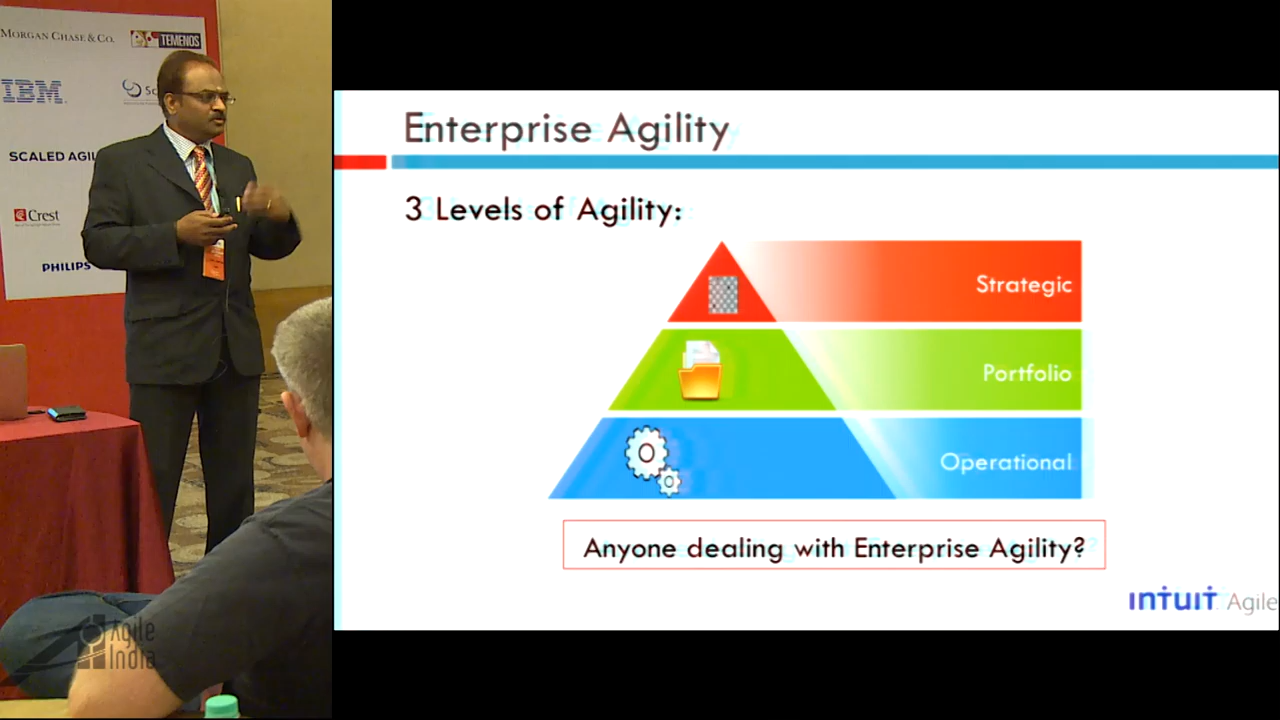 MORGAN CHASE & CO.
TEMENOS
IBM
SCALED AGIL
Crest
PHILIPS
Agile
India
Enterprise Agility
3 Levels of Agility:
Strategic
Portfolio
Operational
Anyone dealing with Enterprise Agility?
INTUIT Agile